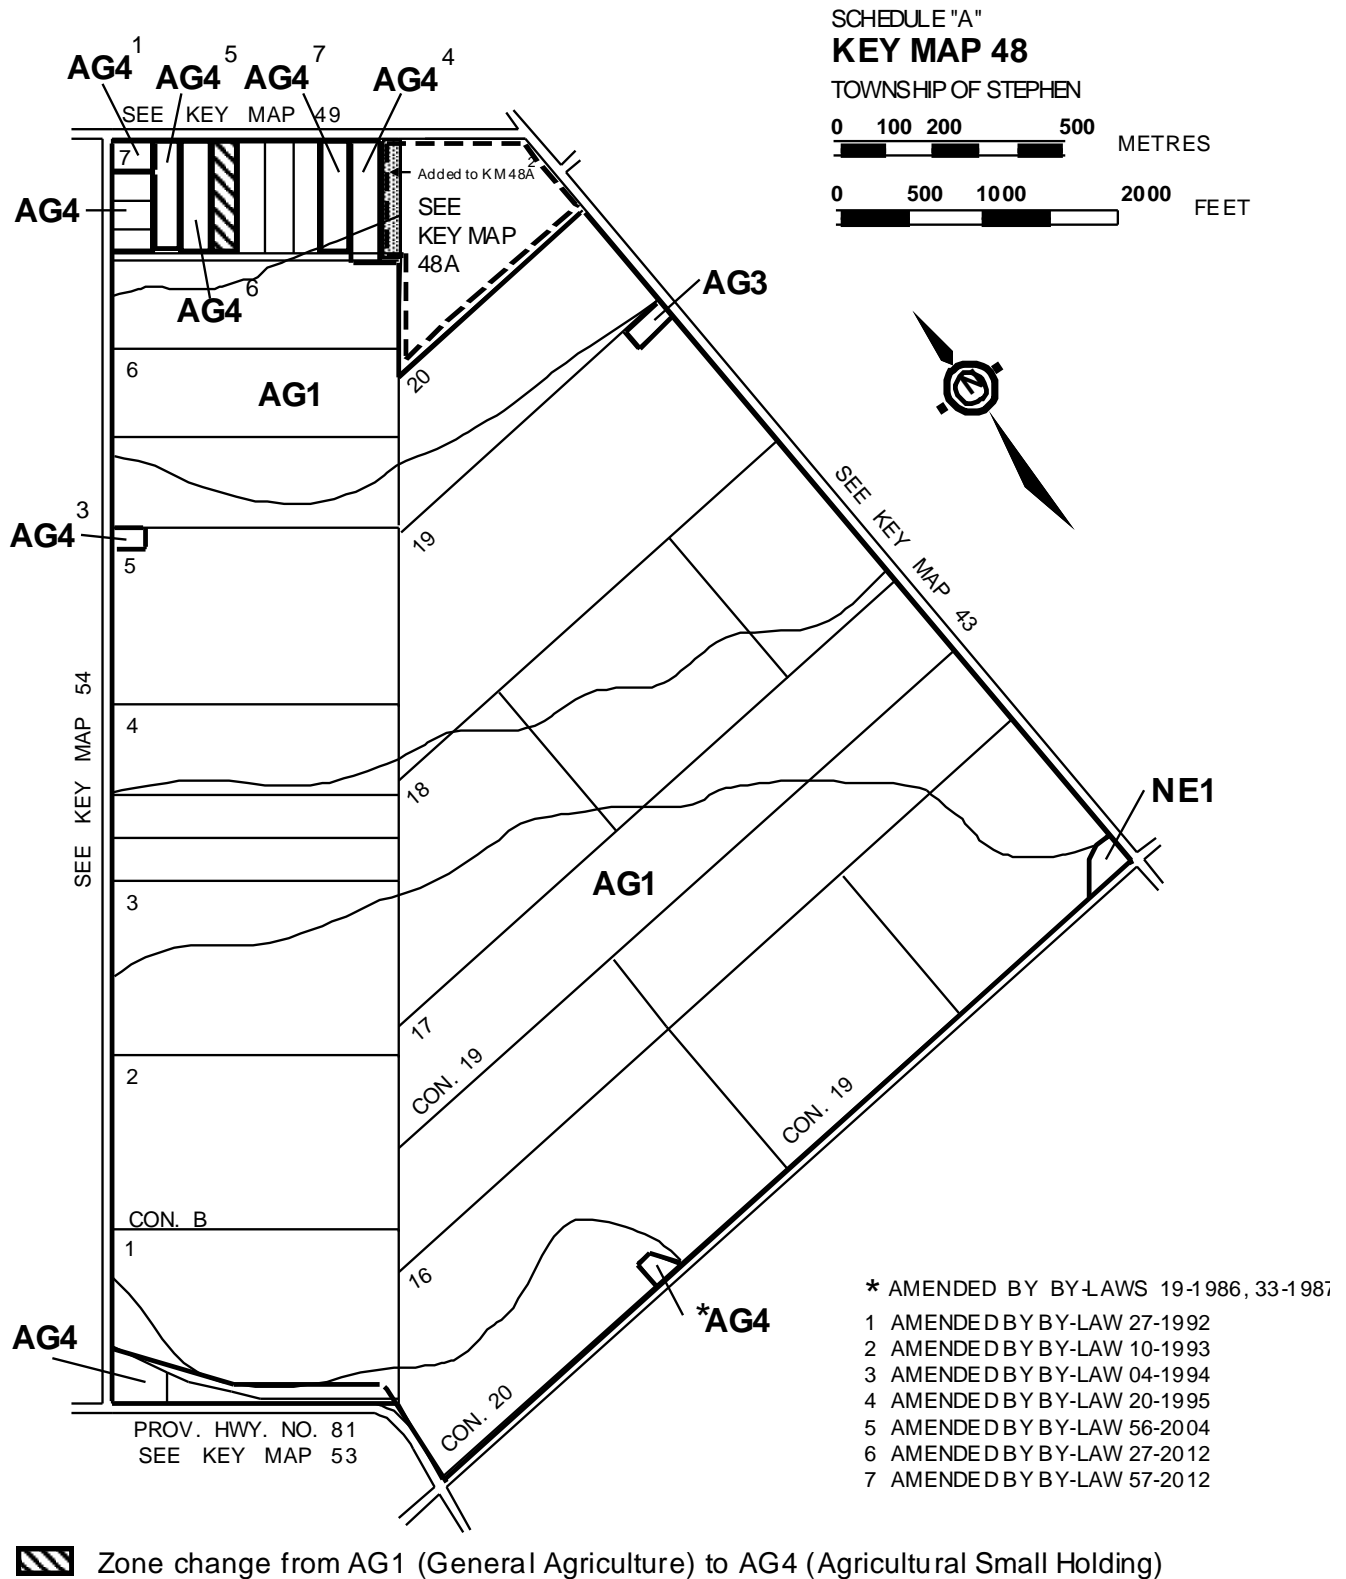 SCHEDULE "A"
KEY MAP 48
TOWNSHIP OF STEPHEN
0 100 200 500 METRES
0 500 1000 2000 FEET
AG4 1
AG4 5
AG4 7
AG4 4
SEE KEY MAP 49
7
Added to KM48A
2
AG4
SEE
KEY MAP
48A
AG4 6
AG3
6
AG1
20
N
SEE KEY MAP 43
AG4 3
5
19
SEE KEY MAP 54
4
18
NE1
3
AG1
17
2
CON. 19
CON. 19
CON. B
1
16
*AG4
AG4
CON. 20
PROV. HWY. NO. 81
SEE KEY MAP 53
* AMENDED BY BY-LAWS 19-1986, 33-1987
1 AMENDED BY BY-LAW 27-1992
2 AMENDED BY BY-LAW 10-1993
3 AMENDED BY BY-LAW 04-1994
4 AMENDED BY BY-LAW 20-1995
5 AMENDED BY BY-LAW 56-2004
6 AMENDED BY BY-LAW 27-2012
7 AMENDED BY BY-LAW 57-2012
Zone change from AG1 (General Agriculture) to AG4 (Agricultural Small Holding)